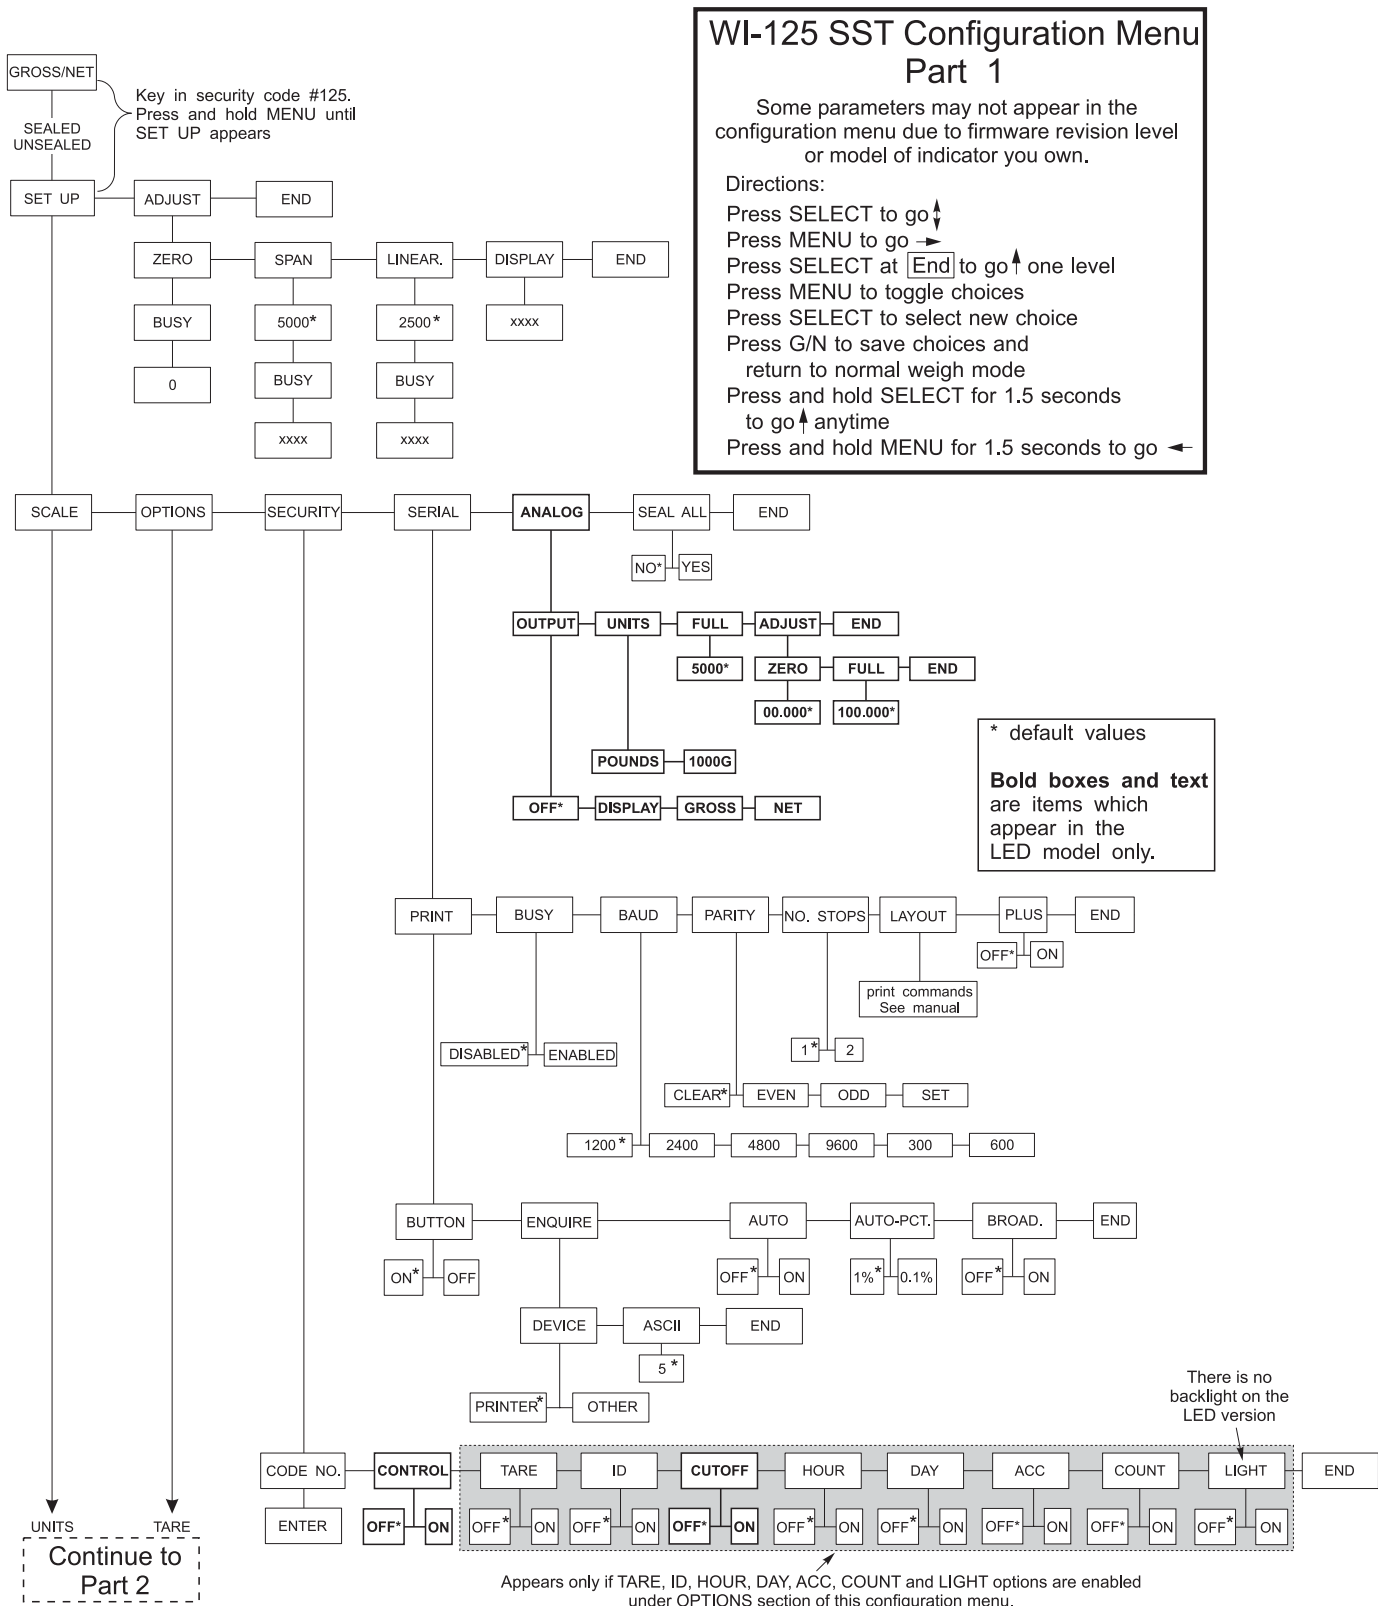 WI-125 SST Configuration Menu
Part 1
Some parameters may not appear in the
configuration menu due to firmware revision level
or model of indicator you own.
Directions:
Press SELECT to go
Press MENU to go
Press SELECT at End to go one level
Press MENU to toggle choices
Press SELECT to select new choice
Press G/N to save choices and
return to normal weigh mode
Press and hold SELECT for 1.5 seconds
to go anytime
Press and hold MENU for 1.5 seconds to go
GROSS/NET
Key in security code #125.
Press and hold MENU until
SET UP appears
SEALED
UNSEALED
SET UP ADJUST END
ZERO SPAN LINEAR. DISPLAY END
BUSY 5000* 2500* xxxx
0 BUSY BUSY
xxxx xxxx
SCALE OPTIONS SECURITY SERIAL ANALOG SEAL ALL END
NO* YES
OUTPUT UNITS FULL ADJUST END
5000* ZERO FULL END
00.000* 100.000*
POUNDS 1000G
OFF* DISPLAY GROSS NET
* default values
Bold boxes and text
are items which
appear in the
LED model only.
PRINT BUSY BAUD PARITY NO. STOPS LAYOUT PLUS END
OFF* ON
print commands
See manual
DISABLED* ENABLED 1* 2
CLEAR* EVEN ODD SET
1200* 2400 4800 9600 300 600
BUTTON ENQUIRE AUTO AUTO-PCT. BROAD. END
ON* OFF OFF* ON 1%* 0.1% OFF* ON
DEVICE ASCII END
5*
PRINTER* OTHER
There is no
backlight on the
LED version
CODE NO. CONTROL TARE ID CUTOFF HOUR DAY ACC COUNT LIGHT END
ENTER OFF* ON OFF* ON OFF* ON OFF* ON OFF* ON OFF* ON OFF* ON OFF* ON OFF* ON
UNITS TARE
Continue to
Part 2
Appears only if TARE, ID, HOUR, DAY, ACC, COUNT and LIGHT options are enabled
under OPTIONS section of this configuration menu.